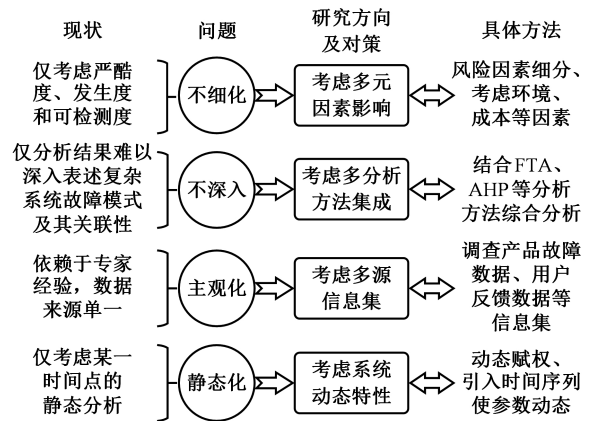 现状
问题
研究方向
及对策
具体方法
仅考虑严酷
度、发生度
和可检测度
不细化
考虑多元
因素影响
风险因素细分、
考虑环境、
成本等因素
仅分析结果难以
深入表述复杂
系统故障模式
及其关联性
不深入
考虑多分析
方法集成
结合FTA、
AHP等分析
方法综合分析
依赖于专家
经验，数据
来源单一
主观化
考虑多源
信息集
调查产品故障
数据、用户
反馈数据等
信息集
仅考虑某一
时间点的
静态分析
静态化
考虑系统
动态特性
动态赋权、
引入时间序列
使参数动态